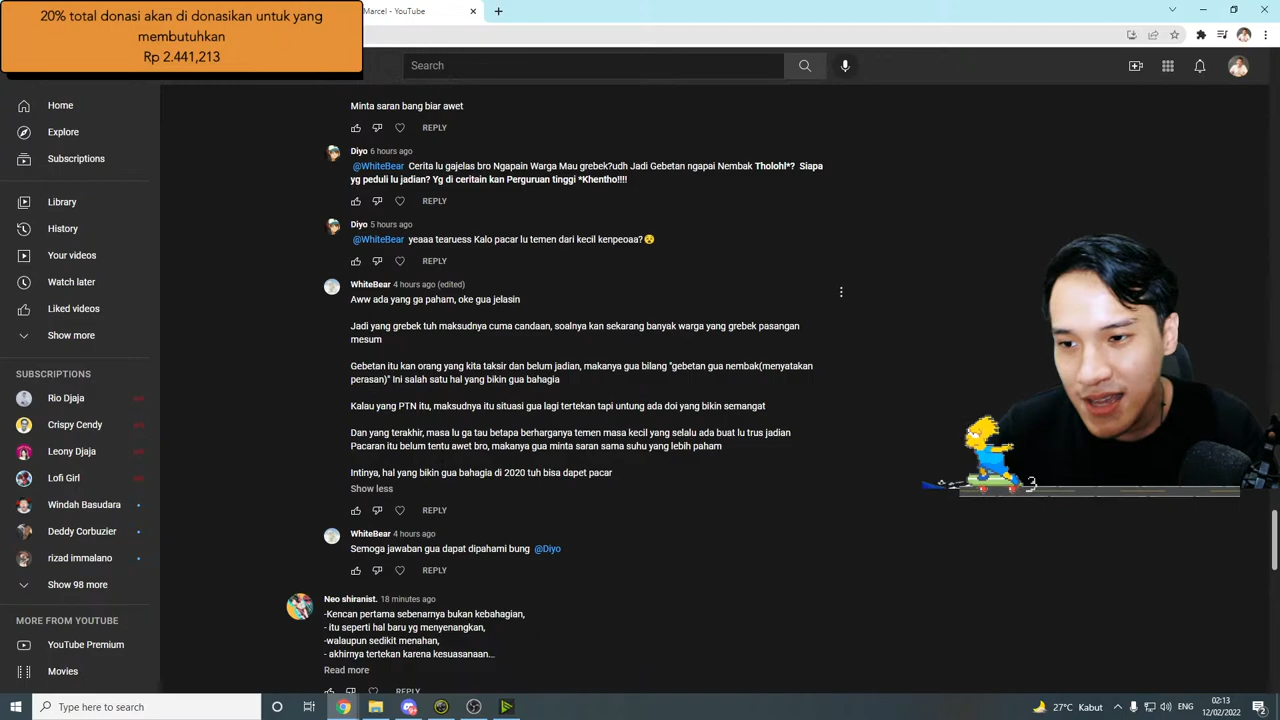 20% total donasi akan di donasikan untuk yang
membutuhkan
Rp 2.441,213
Marcel - YouTube
Search
Home
Explore
Subscriptions
Library
History
Your videos
Watch later
Liked videos
Show more
SUBSCRIPTIONS
Rio Djaja
Crispy Cendy
Leony Djaja
Lofi Girl
Windah Basudara
Deddy Corbuzier
rizad immalano
Show 98 more
MORE FROM YOUTUBE
YouTube Premium
Movies
Minta saran bang biar awet
REPLY
Diyo 6 hours ago
@WhiteBear Cerita lu gajelas bro Ngapain Warga Mau grebek?udh Jadi Gebetan ngapai Nembak Tholohl*? Siapa
yg peduli lu jadian? Yg di ceritain kan Perguruan tinggi *Khentho!!!!
REPLY
Diyo 5 hours ago
@WhiteBear yeaaa tearuess Kalo pacar lu temen dari kecil kenpeoaa?😵
REPLY
WhiteBear 4 hours ago (edited)
Aww ada yang ga paham, oke gua jelasin
Jadi yang grebek tuh maksudnya cuma candaan, soalnya kan sekarang banyak warga yang grebek pasangan
mesum
Gebetan itu kan orang yang kita taksir dan belum jadian, makanya gua bilang "gebetan gua nembak(menyatakan
perasan)" Ini salah satu hal yang bikin gua bahagia
Kalau yang PTN itu, maksudnya itu situasi gua lagi tertekan tapi untung ada doi yang bikin semangat
Dan yang terakhir, masa lu ga tau betapa berharganya temen masa kecil yang selalu ada buat lu trus jadian
Pacaran itu belum tentu awet bro, makanya gua minta saran sama suhu yang lebih paham
Intinya, hal yang bikin gua bahagia di 2020 tuh bisa dapet pacar
Show less
REPLY
WhiteBear 4 hours ago
Semoga jawaban gua dapat dipahami bung @Diyo
REPLY
Neo shiranist. 18 minutes ago
-Kencan pertama sebenarnya bukan kebahagian,
- itu seperti hal baru yg menyenangkan,
-walaupun sedikit menahan,
- akhirnya tertekan karena kesuasanaan...
Read more
REPLY
3
Type here to search
27°C Kabut
ENG
02:13
12/02/2022
2